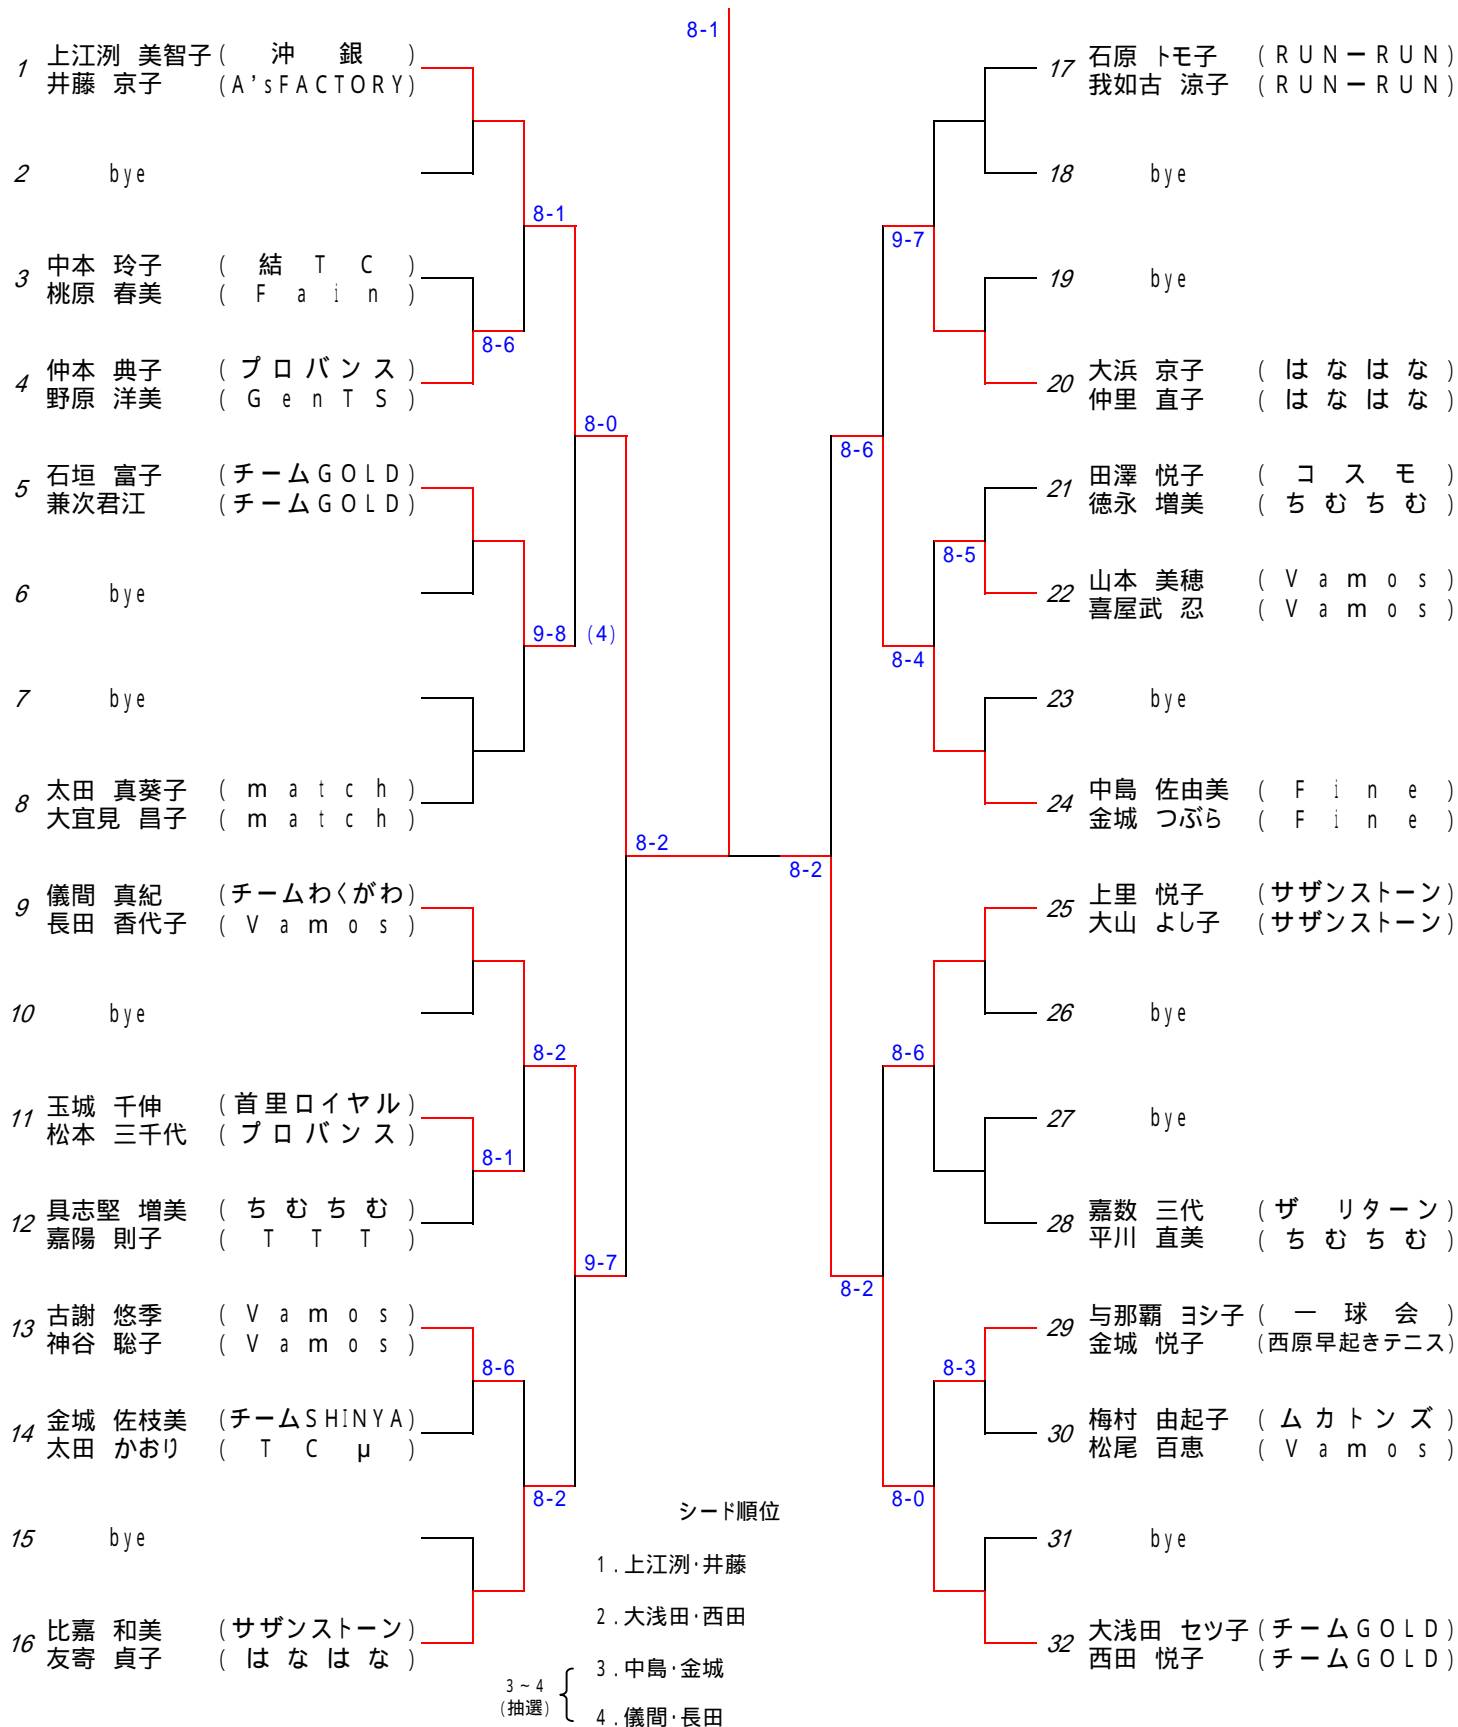 8-1
1 上江洌 美智子 ( 沖 銀 )
井藤 京子 (A'sFACTORY)
2 bye
8-1
3 中本 玲子 ( 結 T C )
桃原 春美 ( F a i n )
8-6
4 仲本 典子 ( プ ロ バ ン ス )
野原 洋美 ( G e n T S )
8-0
5 石垣 富子 (チームGOLD)
兼次君江 (チームGOLD)
6 bye
9-8 (4)
7 bye
8 太田 真葵子 ( m a t c h )
大宜見 昌子 ( m a t c h )
8-2
9 儀間 真紀 (チームわくがわ)
長田 香代子 ( V a m o s )
10 bye
8-2
11 玉城 千伸 (首里ロイヤル)
松本 三千代 ( プ ロ バ ン ス )
8-1
12 具志堅 増美 ( ち む ち む )
嘉陽 則子 ( T T T )
9-7
13 古謝 悠季 ( V a m o s )
神谷 聡子 ( V a m o s )
8-6
14 金城 佐枝美 (チームSHINYA)
太田 かおり ( T C μ )
8-2
15 bye
16 比嘉 和美 (サザンストーン)
友寄 貞子 ( は な は な )
17 石原 トモ子 (RUN－RUN)
我如古 涼子 (RUN－RUN)
18 bye
9-7
19 bye
20 大浜 京子 ( は な は な )
仲里 直子 ( は な は な )
8-6
21 田澤 悦子 ( コ ス モ )
徳永 増美 ( ち む ち む )
8-5
22 山本 美穂 ( V a m o s )
喜屋武 忍 ( V a m o s )
8-4
23 bye
24 中島 佐由美 ( F i n e )
金城 つぶら ( F i n e )
8-2
25 上里 悦子 (サザンストーン)
大山 よし子 (サザンストーン)
26 bye
8-6
27 bye
28 嘉数 三代 (ザ リターン)
平川 直美 ( ち む ち む )
8-2
29 与那覇 ヨシ子 ( 一 球 会 )
金城 悦子 (西原早起きテニス)
8-3
30 梅村 由起子 ( ム カ ト ン ズ )
松尾 百恵 ( V a m o s )
8-0
31 bye
32 大浅田 セツ子 (チームGOLD)
西田 悦子 (チームGOLD)
シード順位
1．上江洌・井藤
2．大浅田・西田
3．中島・金城
3～4
(抽選)
4．儀間・長田